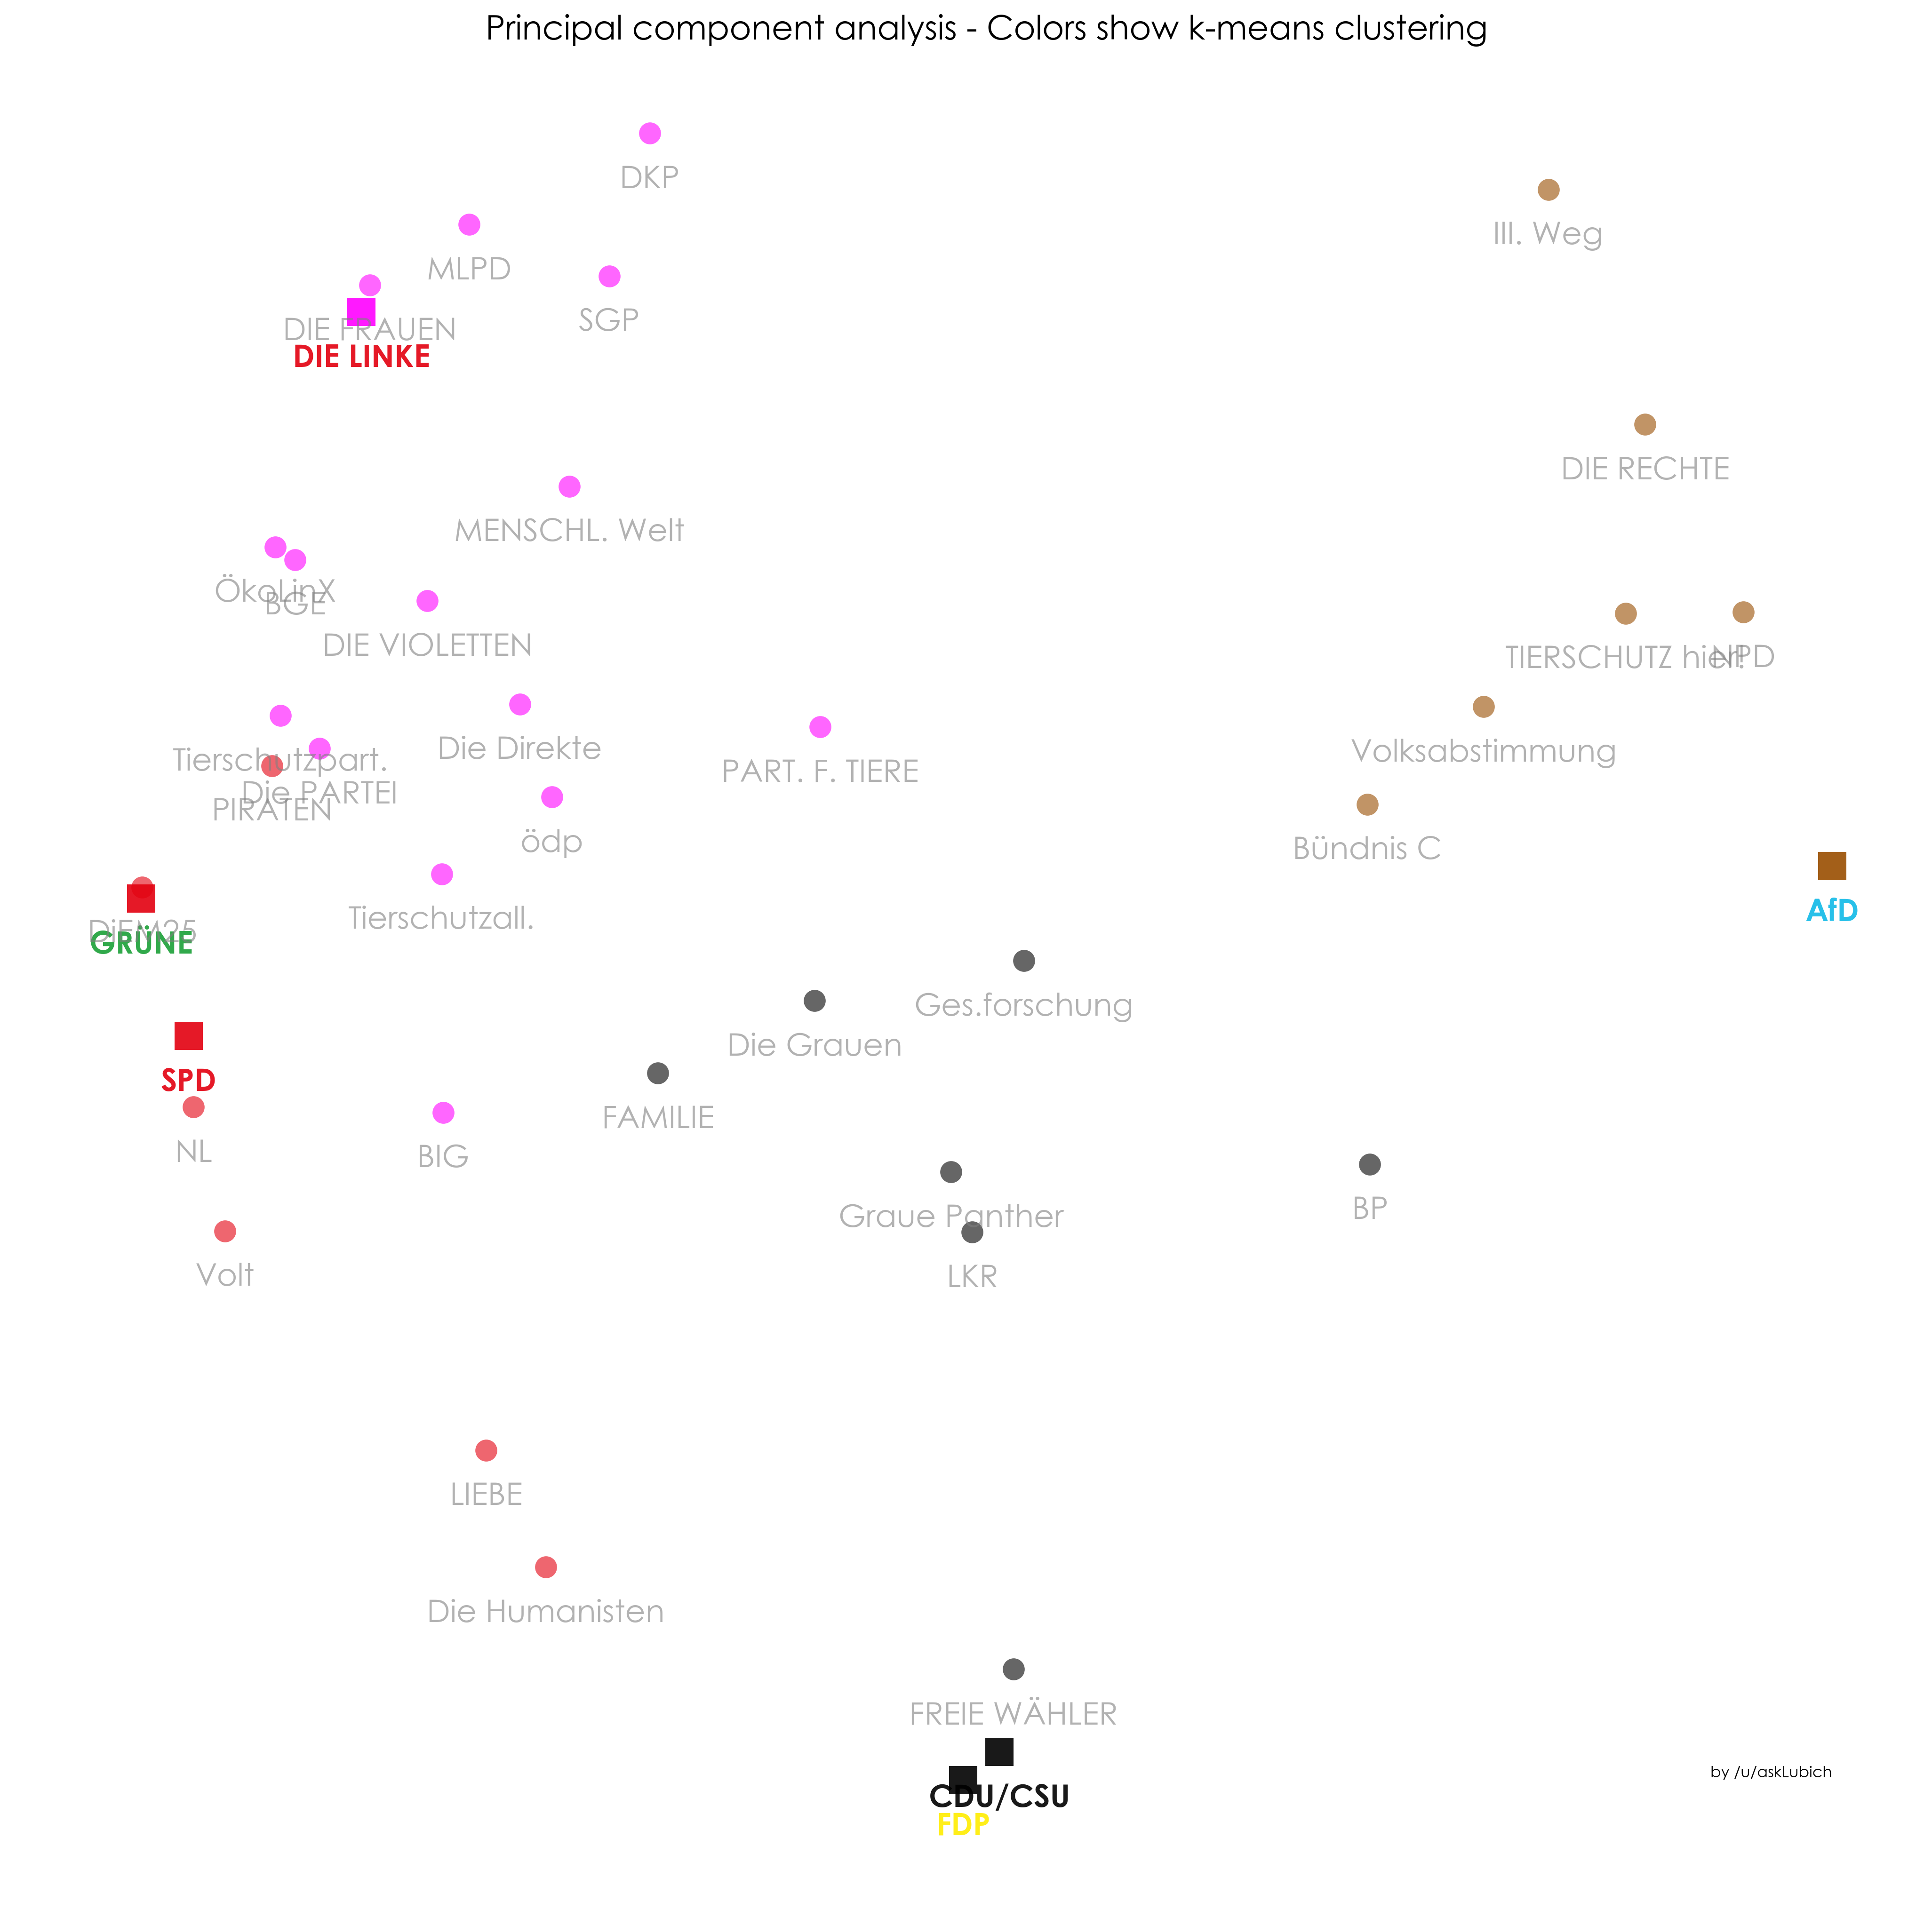 Principal component analysis - Colors show k-means clustering
DKP
III. Weg
MLPD
SGP
DIE FRAUEN
DIE LINKE
DIE RECHTE
MENSCHL. Welt
ÖkoLinX
BGE
DIE VIOLETTEN
TIERSCHUTZ hier!
NPD
Die Direkte
Volksabstimmung
Tierschutzpart.
PART. F. TIERE
Die PARTEI
PIRATEN
ödp
Bündnis C
AfD
Tierschutzall.
DiEM25
GRÜNE
Ges.forschung
Die Grauen
SPD
FAMILIE
NL
BIG
BP
Graue Panther
Volt
LKR
LIEBE
Die Humanisten
FREIE WÄHLER
by /u/askLubich
CDU/CSU
FDP